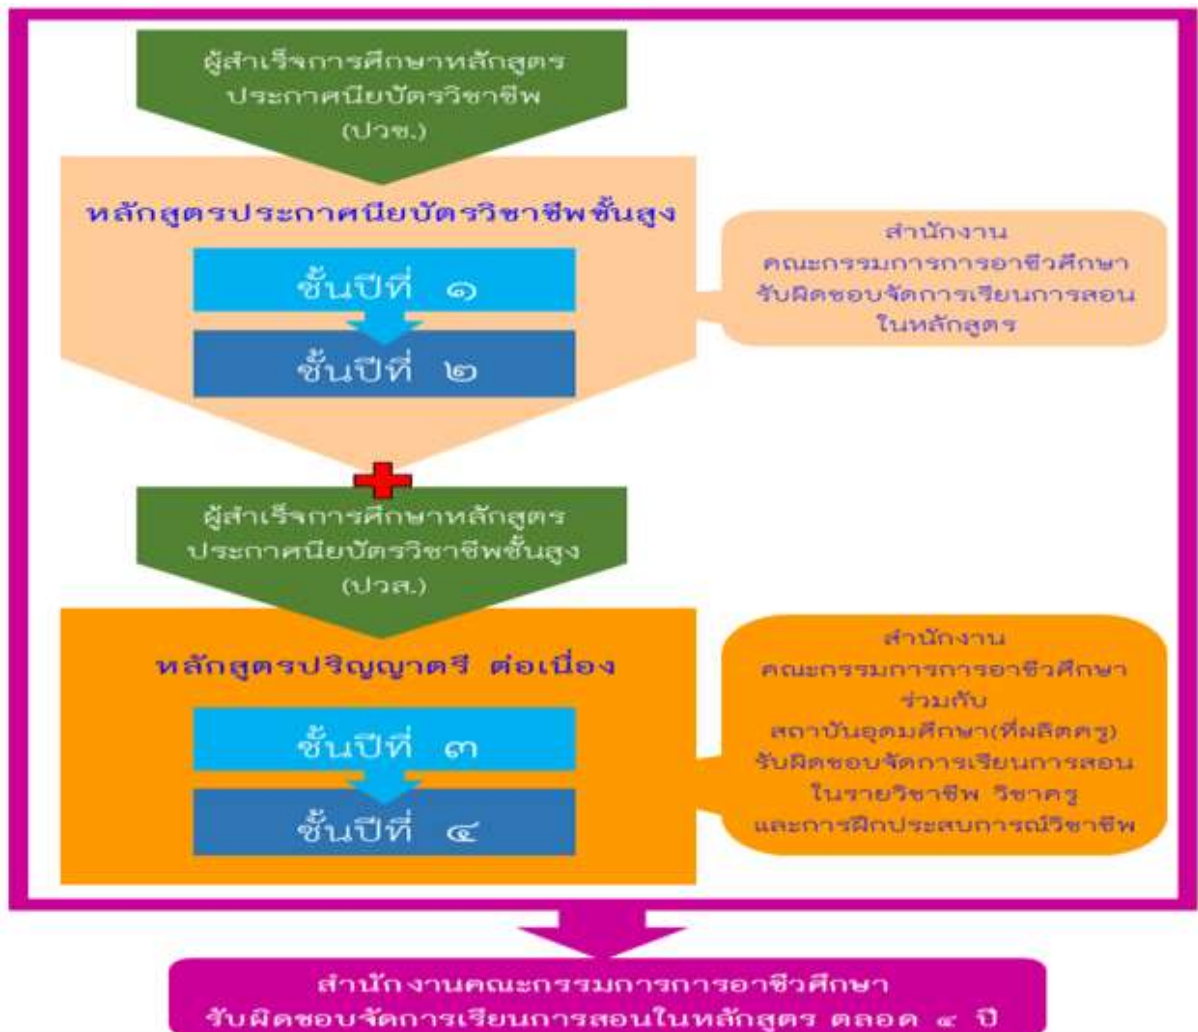 ผู้สำเร็จการศึกษาหลักสูตร
ประกาศนียบัตรวิชาชีพ
(ปวช.)
หลักสูตรประกาศนียบัตรวิชาชีพชั้นสูง
ชั้นปีที่ ๑
ชั้นปีที่ ๒
สำนักงาน
คณะกรรมการการอาชีวศึกษา
รับผิดชอบจัดการเรียนการสอน
ในหลักสูตร
ผู้สำเร็จการศึกษาหลักสูตร
ประกาศนียบัตรวิชาชีพชั้นสูง
(ปวส.)
หลักสูตรปริญญาตรี ต่อเนื่อง
ชั้นปีที่ ๓
ชั้นปีที่ ๔
สำนักงาน
คณะกรรมการการอาชีวศึกษา
ร่วมกับ
สถาบันอุดมศึกษา(ที่ผลิตครู)
รับผิดชอบจัดการเรียนการสอน
ในรายวิชาชีพ วิชาครู
และการฝึกประสบการณ์วิชาชีพ
สำนักงานคณะกรรมการการอาชีวศึกษา
รับผิดชอบจัดการเรียนการสอนในหลักสูตร ตลอด ๔ ปี